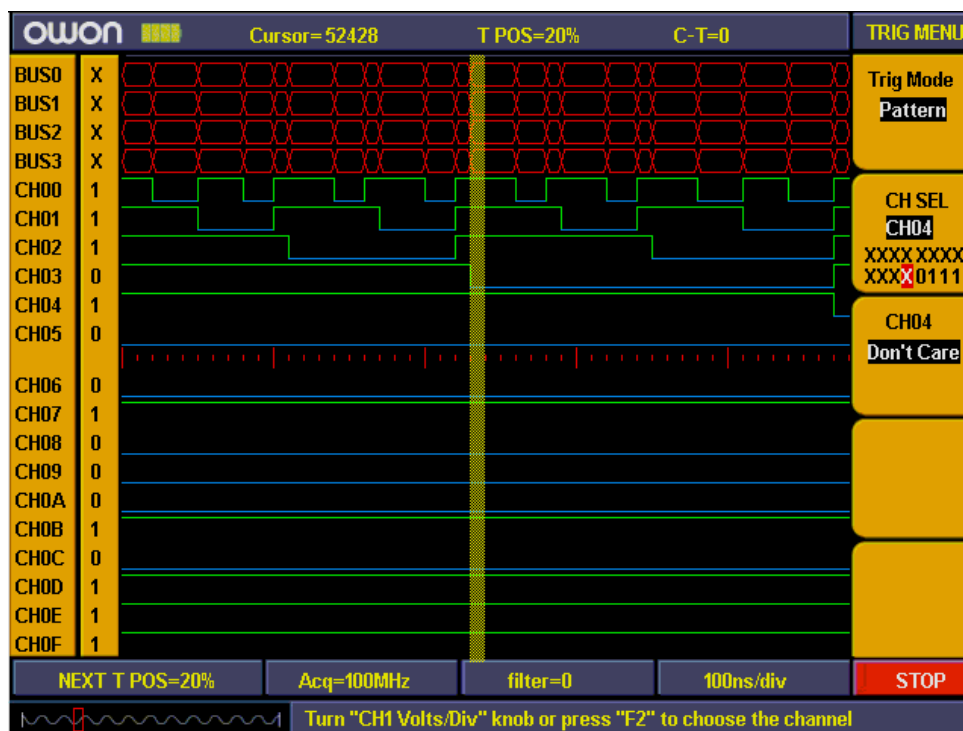 owon Cursor=52428 T POS=20% C-T=0 TRIG MENU
BUS0 X
BUS1 X
BUS2 X
BUS3 X
CH00 1
CH01 1
CH02 1
CH03 0
CH04 1
CH05 0
CH06 0
CH07 1
CH08 0
CH09 0
CH0A 0
CH0B 1
CH0C 0
CH0D 1
CH0E 1
CH0F 1
Trig Mode
Pattern
CH SEL
CH04
XXXX XXXX
XXXX 0111
CH04
Don't Care
NEXT T POS=20% Acq=100MHz filter=0 100ns/div STOP
Turn "CH1 Volts/Div" knob or press "F2" to choose the channel